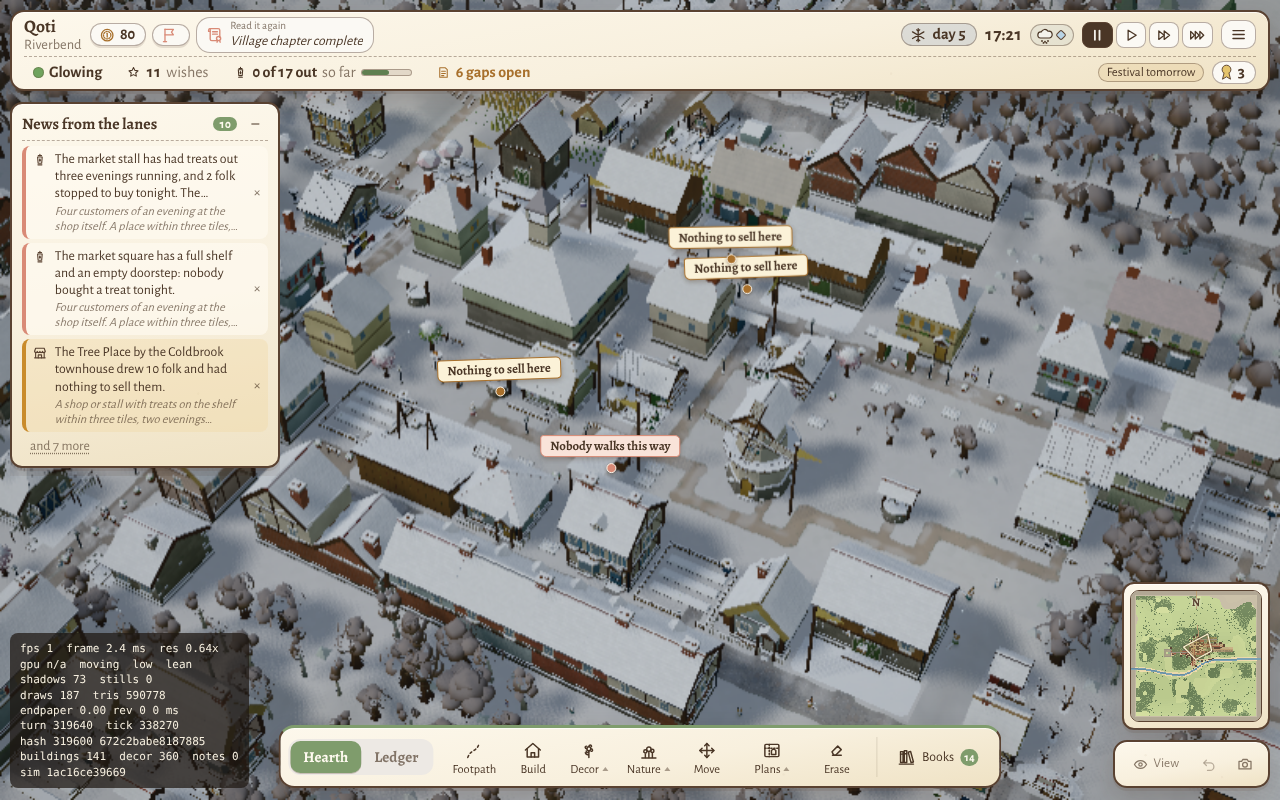 Qoti
Riverbend
80
Read it again
Village chapter complete
day 5
17:21
Glowing
11 wishes
0 of 17 out so far
6 gaps open
Festival tomorrow
3
News from the lanes
10
The market stall has had treats out
three evenings running, and 2 folk
stopped to buy tonight. The...
Four customers of an evening at the
shop itself. A place within three tiles,...
The market square has a full shelf
and an empty doorstep: nobody
bought a treat tonight.
Four customers of an evening at the
shop itself. A place within three tiles,...
The Tree Place by the Coldbrook
townhouse drew 10 folk and had
nothing to sell them.
A shop or stall with treats on the shelf
within three tiles, two evenings...
and 7 more
Nothing to sell here
Nothing to sell here
Nothing to sell here
Nobody walks this way
fps 1 frame 2.4 ms res 0.64x
gpu n/a moving low lean
shadows 73 stills 0
draws 187 tris 590778
endpaper 0.00 rev 0 0 ms
turn 319640 tick 338270
hash 319600 672c2babe8187885
buildings 141 decor 360 notes 0
sim 1ac16ce39669
Hearth
Ledger
Footpath
Build
Decor
Nature
Move
Plans
Erase
Books
14
N
View